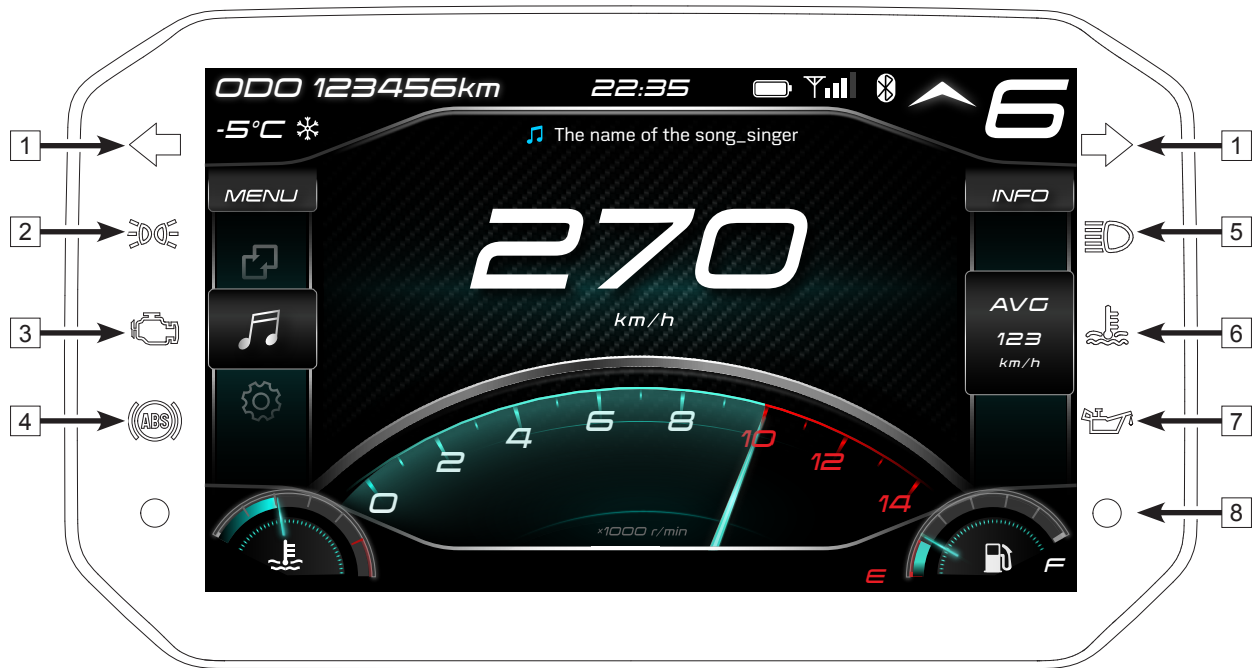 ODO 123456km 22:35 6
-5°C
The name of the song_singer
1
1
MENU
INFO
270
2
5
km/h
AVG
123
km/h
3
6
4
ABS
7
0 2 4 6 8 10 12 14
×1000 r/min
8
E F